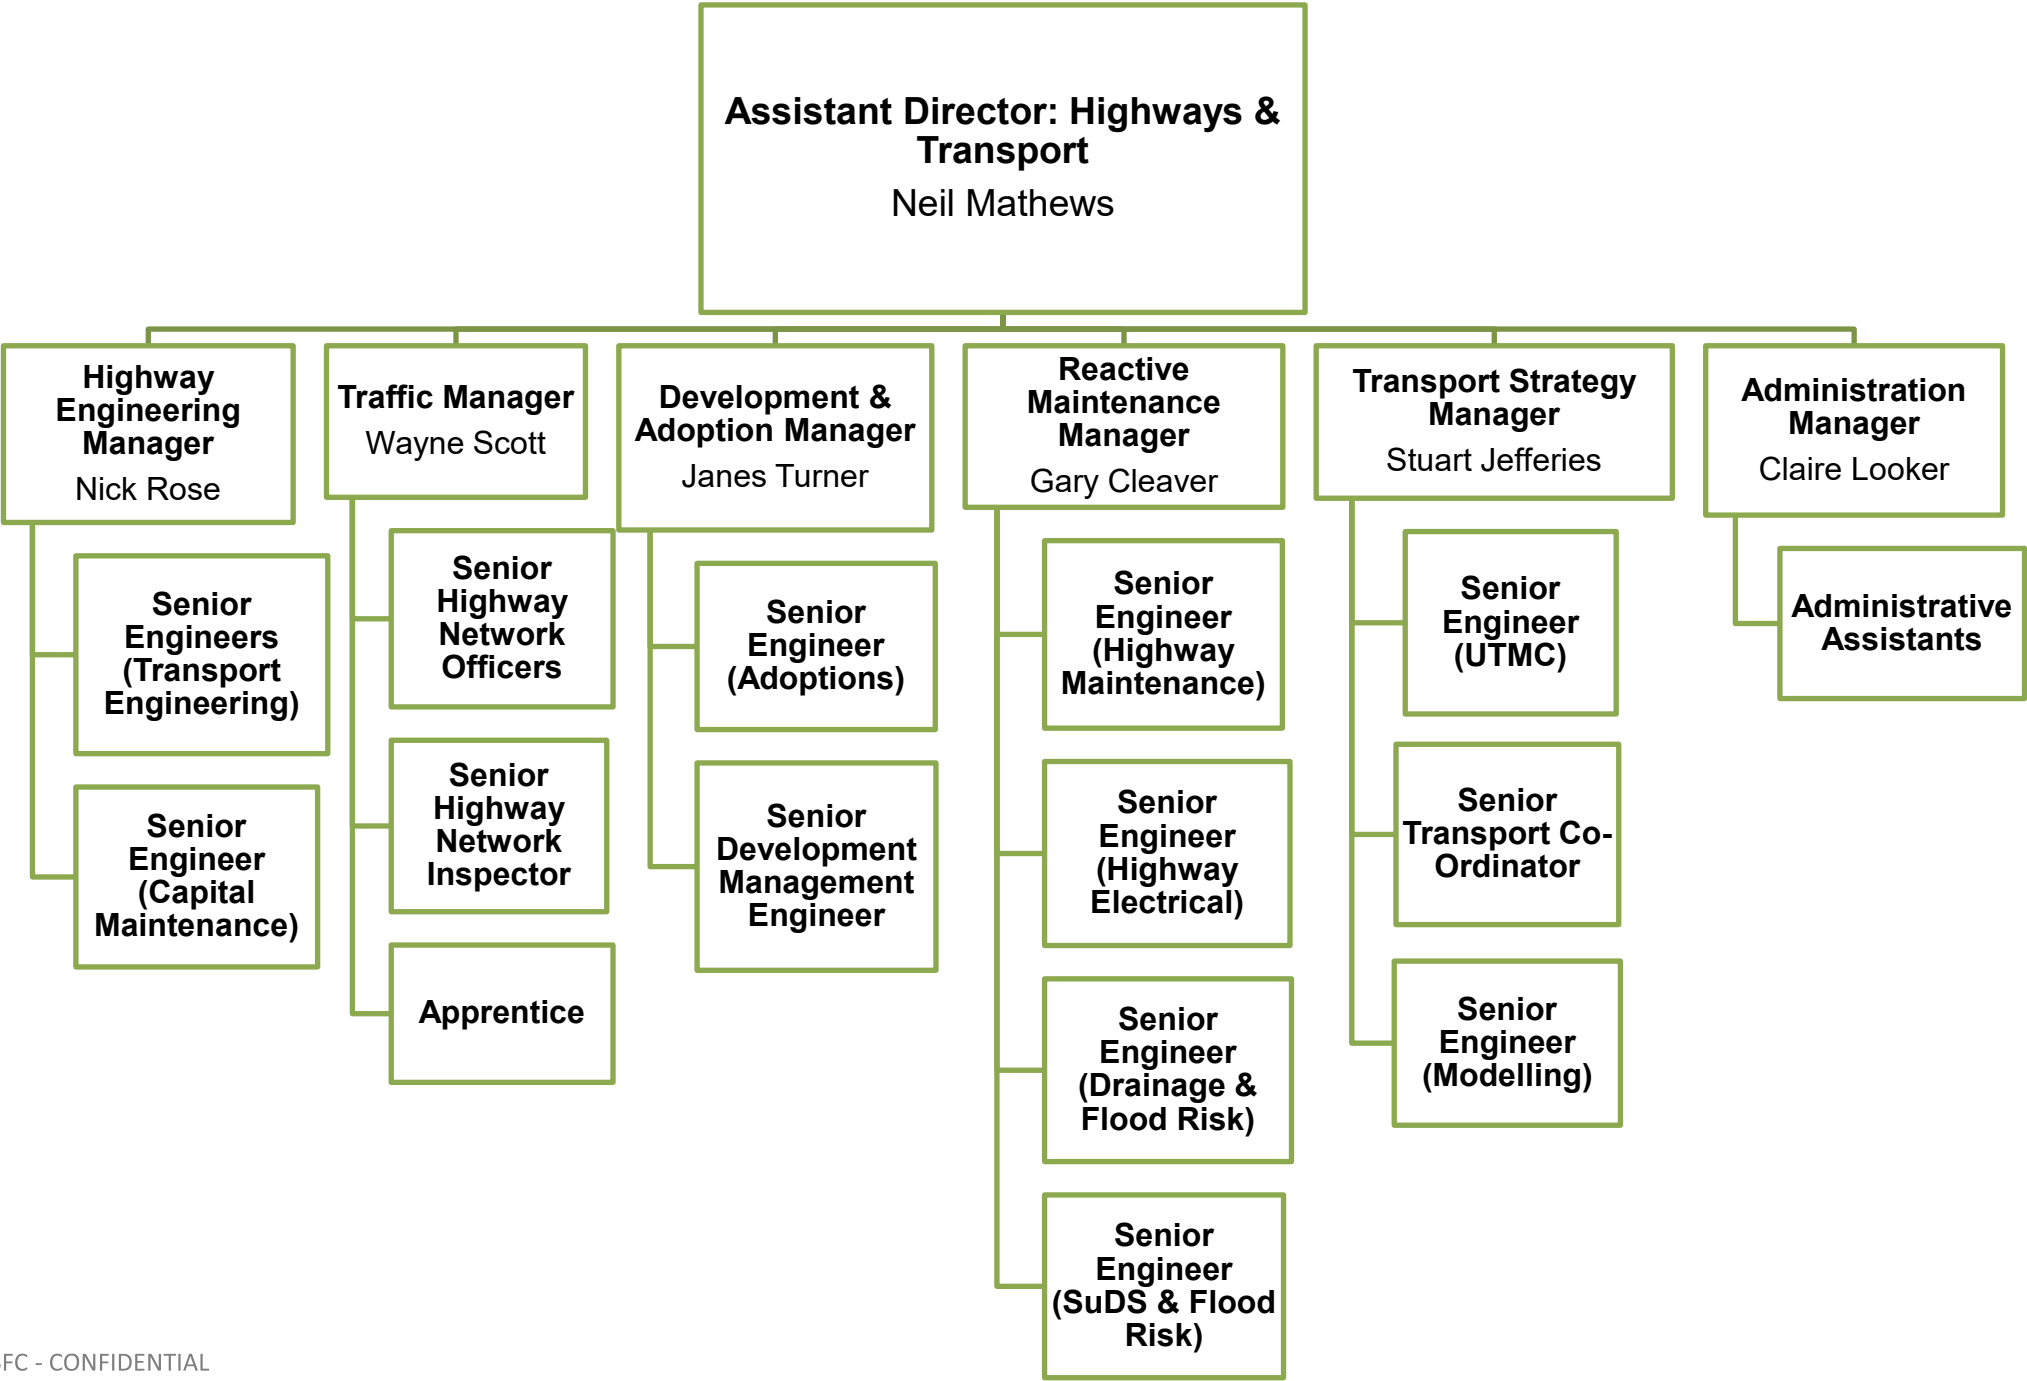 Assistant Director: Highways &
Transport
Neil Mathews
Highway
Engineering
Manager
Nick Rose
Senior
Engineers
(Transport
Engineering)
Senior
Engineer
(Capital
Maintenance)
Traffic Manager
Wayne Scott
Senior
Highway
Network
Officers
Senior
Highway
Network
Inspector
Apprentice
Development &
Adoption Manager
Janes Turner
Senior
Engineer
(Adoptions)
Senior
Development
Management
Engineer
Reactive
Maintenance
Manager
Gary Cleaver
Senior
Engineer
(Highway
Maintenance)
Senior
Engineer
(Highway
Electrical)
Senior
Engineer
(Drainage &
Flood Risk)
Senior
Engineer
(SuDS & Flood
Risk)
Transport Strategy
Manager
Stuart Jefferies
Senior
Engineer
(UTMC)
Senior
Transport Co-
Ordinator
Senior
Engineer
(Modelling)
Administration
Manager
Claire Looker
Administrative
Assistants
FC - CONFIDENTIAL